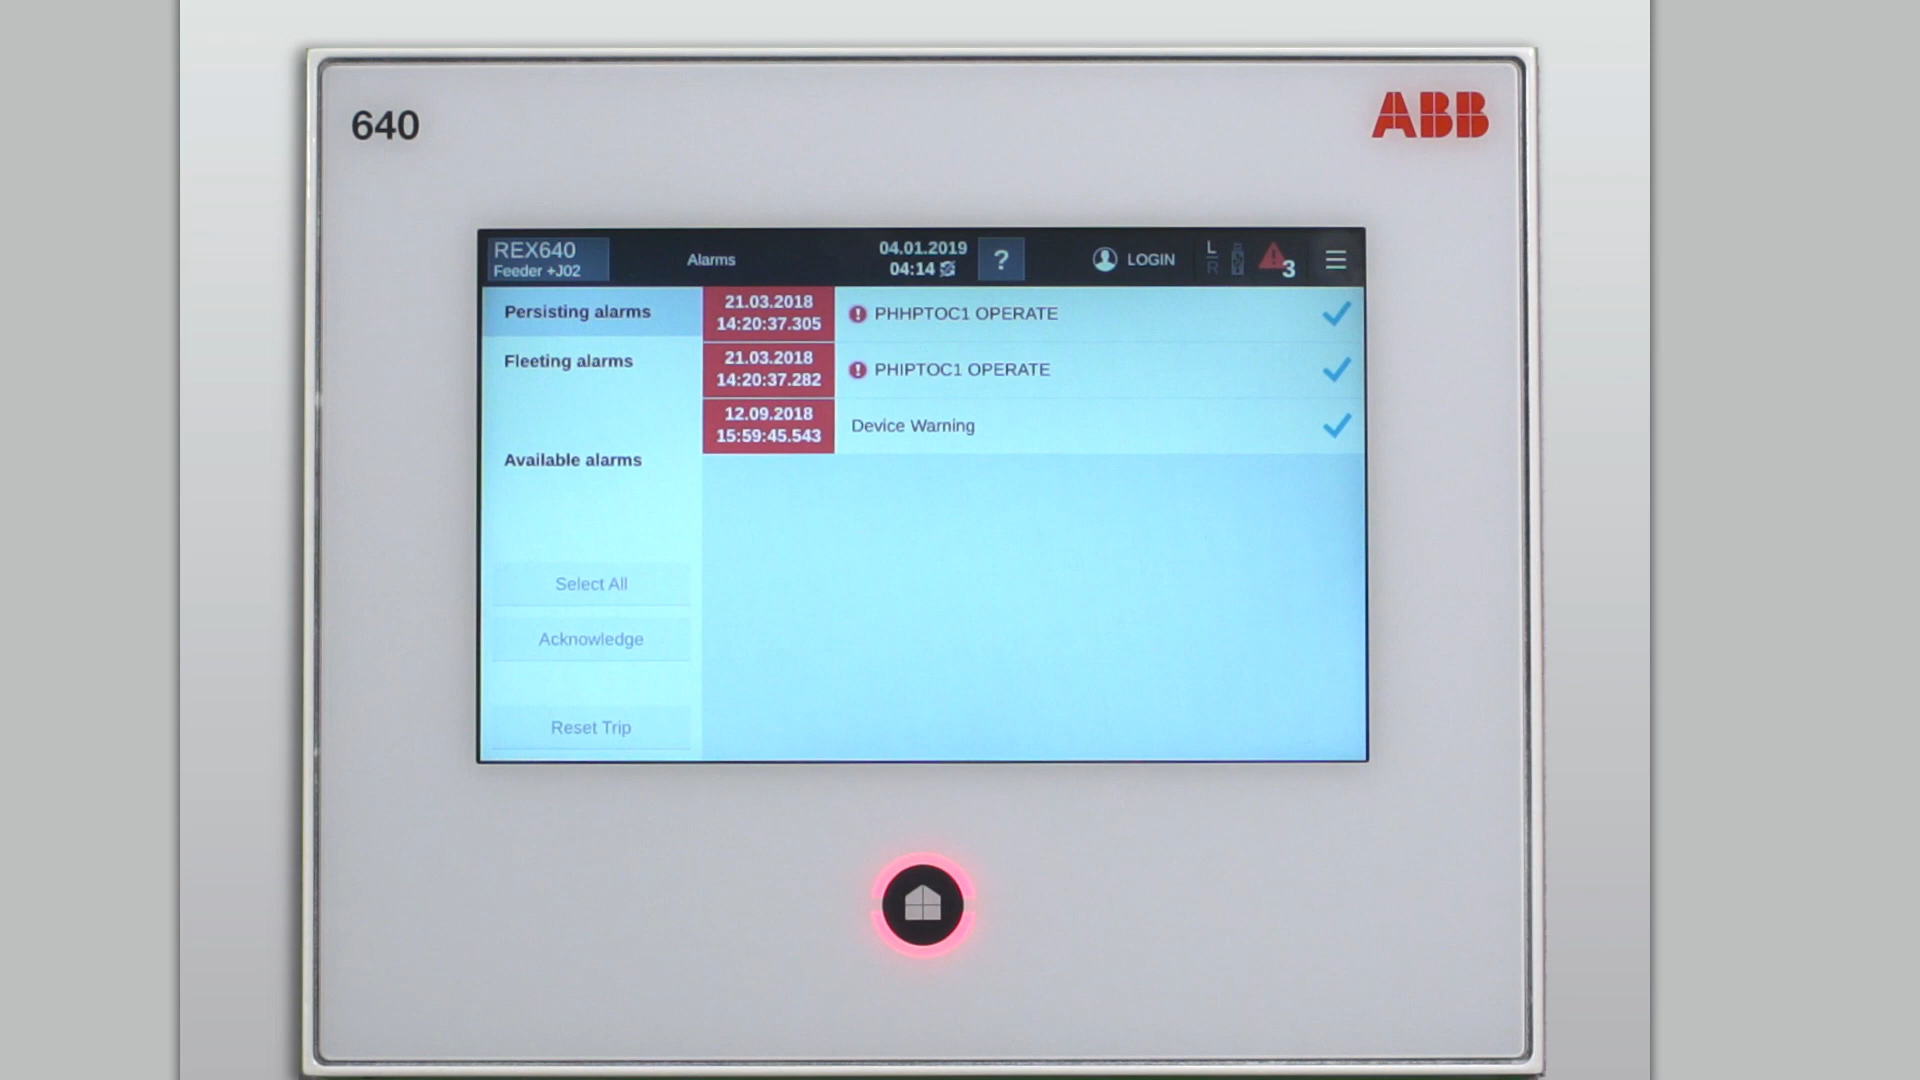 640
ABB
REX640
Feeder +J02
Alarms
04.01.2019
04:14
?
LOGIN
L
R
3
Persisting alarms
Fleeting alarms
Available alarms
Select All
Acknowledge
Reset Trip
21.03.2018
14:20:37.305
PHHPTOC1 OPERATE
21.03.2018
14:20:37.282
PHIPTOC1 OPERATE
12.09.2018
15:59:45.543
Device Warning